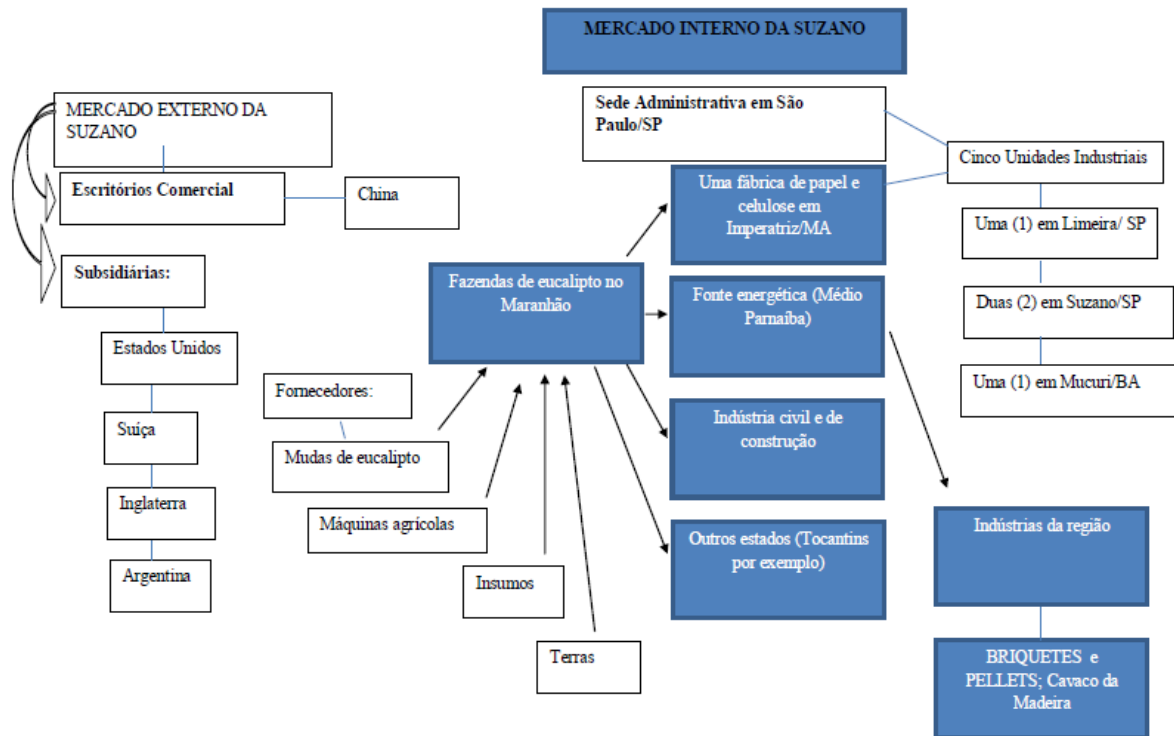 MERCADO INTERNO DA SUZANO
MERCADO EXTERNO DA
SUZANO
Escritórios Comercial
China
Subsidiárias:
Estados Unidos
Suíça
Inglaterra
Argentina
Sede Administrativa em São
Paulo/SP
Cinco Unidades Industriais
Uma (1) em Limeira/ SP
Duas (2) em Suzano/SP
Uma (1) em Mucuri/BA
Uma fábrica de papel e
celulose em
Imperatriz/MA
Fazendas de eucalipto no
Maranhão
Fonte energética (Médio
Parnaíba)
Indústria civil e de
construção
Outros estados (Tocantins
por exemplo)
Fornecedores:
Mudas de eucalipto
Máquinas agrícolas
Insumos
Terras
Indústrias da região
BRIQUETES e
PELLETS; Cavaco da
Madeira